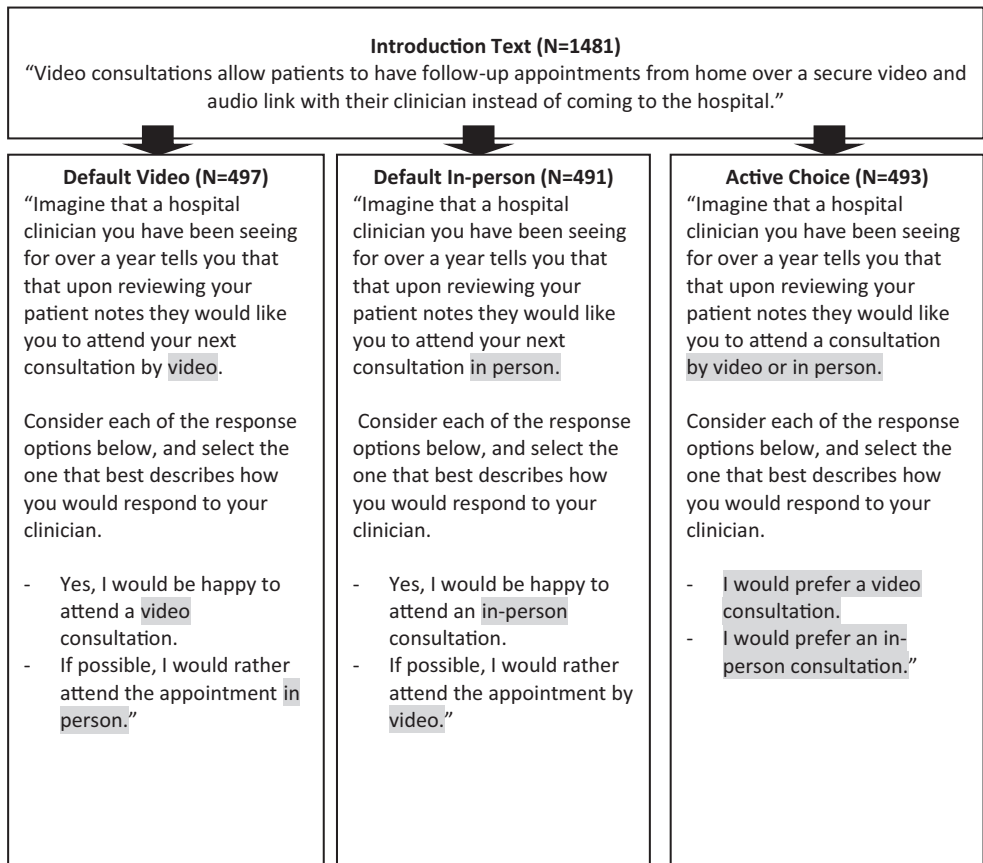 Introduction Text (N=1481)
“Video consultations allow patients to have follow-up appointments from home over a secure video and
audio link with their clinician instead of coming to the hospital.”
Default Video (N=497)
“Imagine that a hospital
clinician you have been seeing
for over a year tells you that
that upon reviewing your
patient notes they would like
you to attend your next
consultation by video.
Consider each of the response
options below, and select the
one that best describes how
you would respond to your
clinician.
- Yes, I would be happy to
attend a video
consultation.
- If possible, I would rather
attend the appointment in
person.”
Default In-person (N=491)
“Imagine that a hospital
clinician you have been seeing
for over a year tells you that
that upon reviewing your
patient notes they would like
you to attend your next
consultation in person.
Consider each of the response
options below, and select the
one that best describes how
you would respond to your
clinician.
- Yes, I would be happy to
attend an in-person
consultation.
- If possible, I would rather
attend the appointment by
video.”
Active Choice (N=493)
“Imagine that a hospital
clinician you have been seeing
for over a year tells you that
that upon reviewing your
patient notes they would like
you to attend a consultation
by video or in person.
Consider each of the response
options below, and select the
one that best describes how
you would respond to your
clinician.
- I would prefer a video
consultation.
- I would prefer an in-
person consultation.”